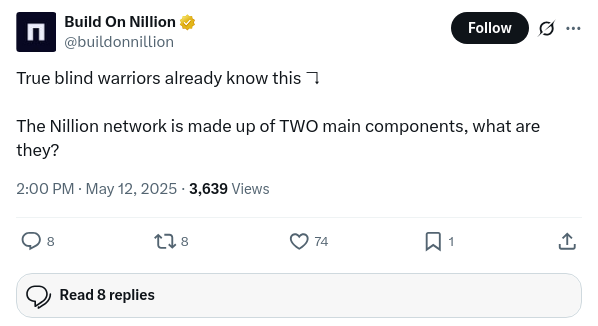 Build On Nillion
@buildonnillion
Follow
True blind warriors already know this
The Nillion network is made up of TWO main components, what are
they?
2:00 PM · May 12, 2025 · 3,639 Views
8
8
74
1
Read 8 replies